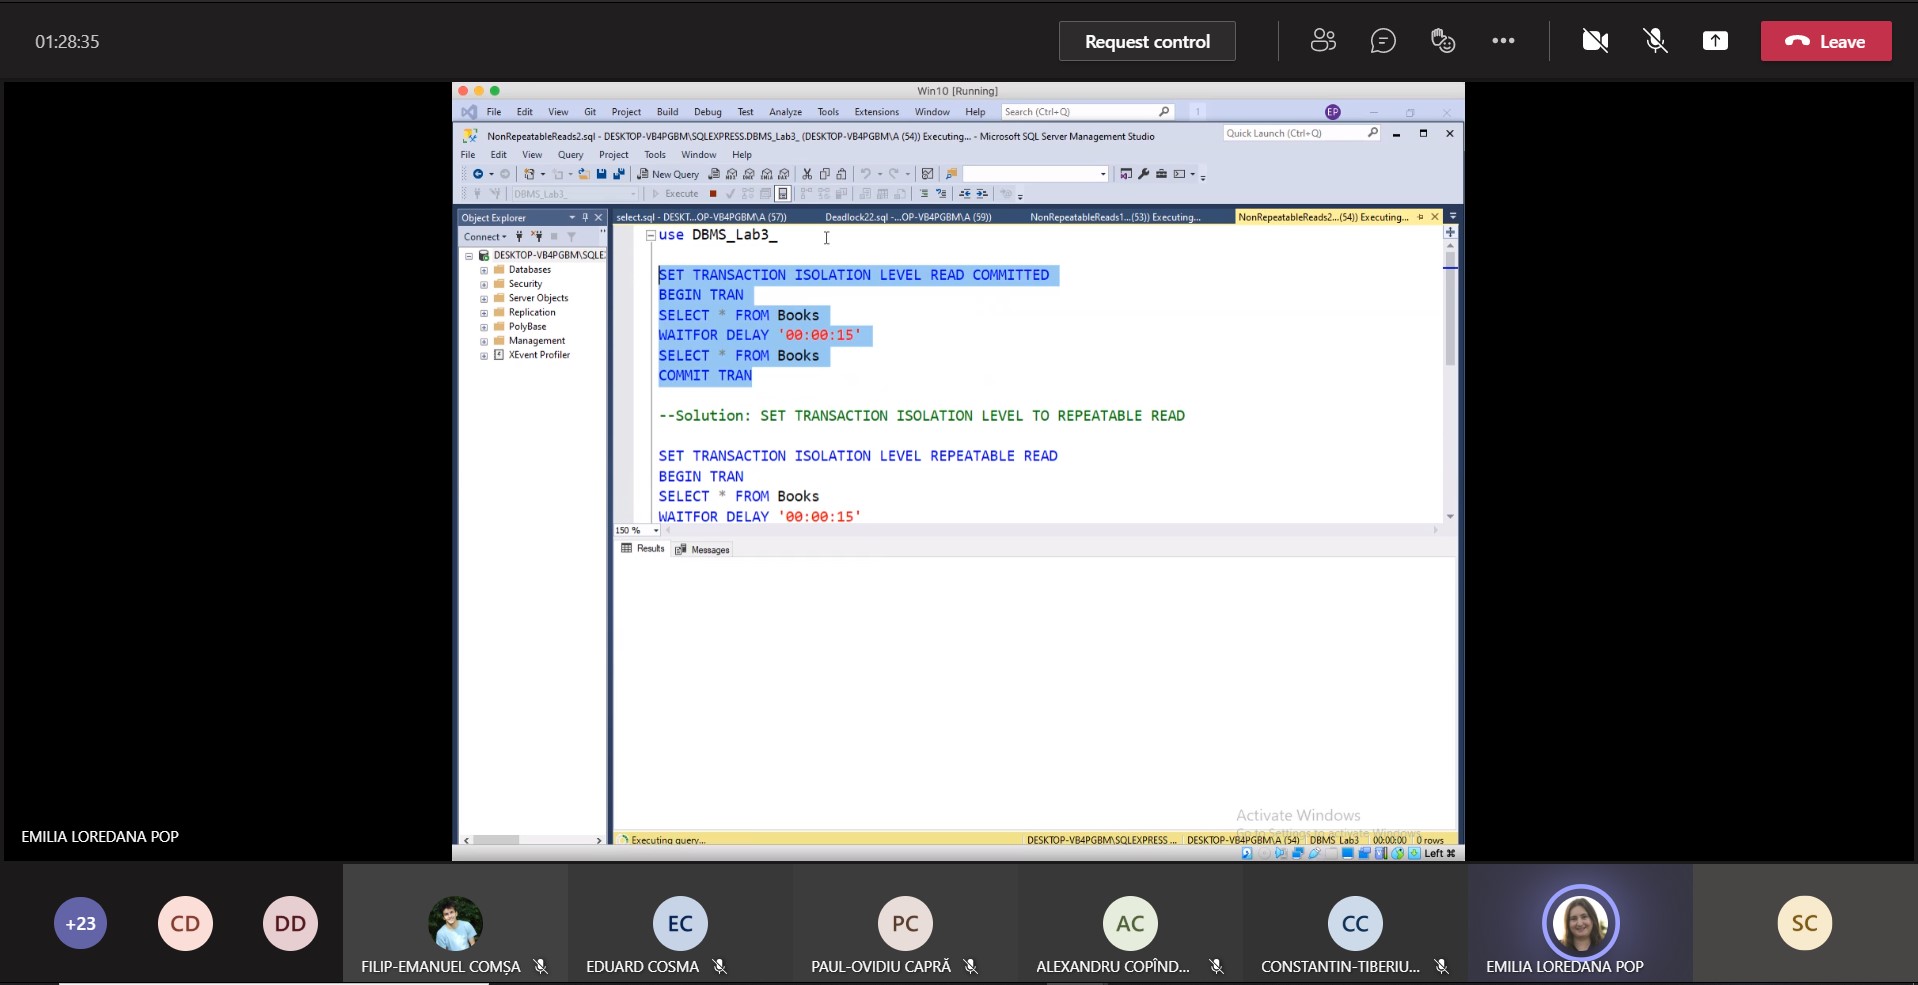 01:28:35
Request control
Leave
Win10 [Running]
File Edit View Git Project Build Debug Test Analyze Tools Extensions Window Help Search (Ctrl+Q) 1 EP
NonRepeatableReads2.sql - DESKTOP-VB4PGBM\SQLEXPRESS.DBMS_Lab3_ (DESKTOP-VB4PGBM\A (54)) Executing... - Microsoft SQL Server Management Studio
Quick Launch (Ctrl+Q)
File Edit View Query Project Tools Window Help
New Query
DBMS_Lab3_ Execute
Object Explorer
select.sql - DESKT...OP-VB4PGBM\A (57)) Deadlock22.sql -...OP-VB4PGBM\A (59)) NonRepeatableReads1...(53)) Executing... NonRepeatableReads2...(54)) Executing...
Connect
DESKTOP-VB4PGBM\SQLE
Databases
Security
Server Objects
Replication
PolyBase
Management
XEvent Profiler
use DBMS_Lab3_
SET TRANSACTION ISOLATION LEVEL READ COMMITTED
BEGIN TRAN
SELECT * FROM Books
WAITFOR DELAY '00:00:15'
SELECT * FROM Books
COMMIT TRAN
--Solution: SET TRANSACTION ISOLATION LEVEL TO REPEATABLE READ
SET TRANSACTION ISOLATION LEVEL REPEATABLE READ
BEGIN TRAN
SELECT * FROM Books
WAITFOR DELAY '00:00:15'
150 %
Results Messages
Activate Windows
Go to Settings to activate Windows.
Executing query... DESKTOP-VB4PGBM\SQLEXPRESS ... DESKTOP-VB4PGBM\A (54) DBMS_Lab3_ 00:00:00 0 rows
Left ⌘
EMILIA LOREDANA POP
+23 CD DD EC PC AC CC SC
FILIP-EMANUEL COMȘA EDUARD COSMA PAUL-OVIDIU CAPRĂ ALEXANDRU COPÎND... CONSTANTIN-TIBERIU... EMILIA LOREDANA POP